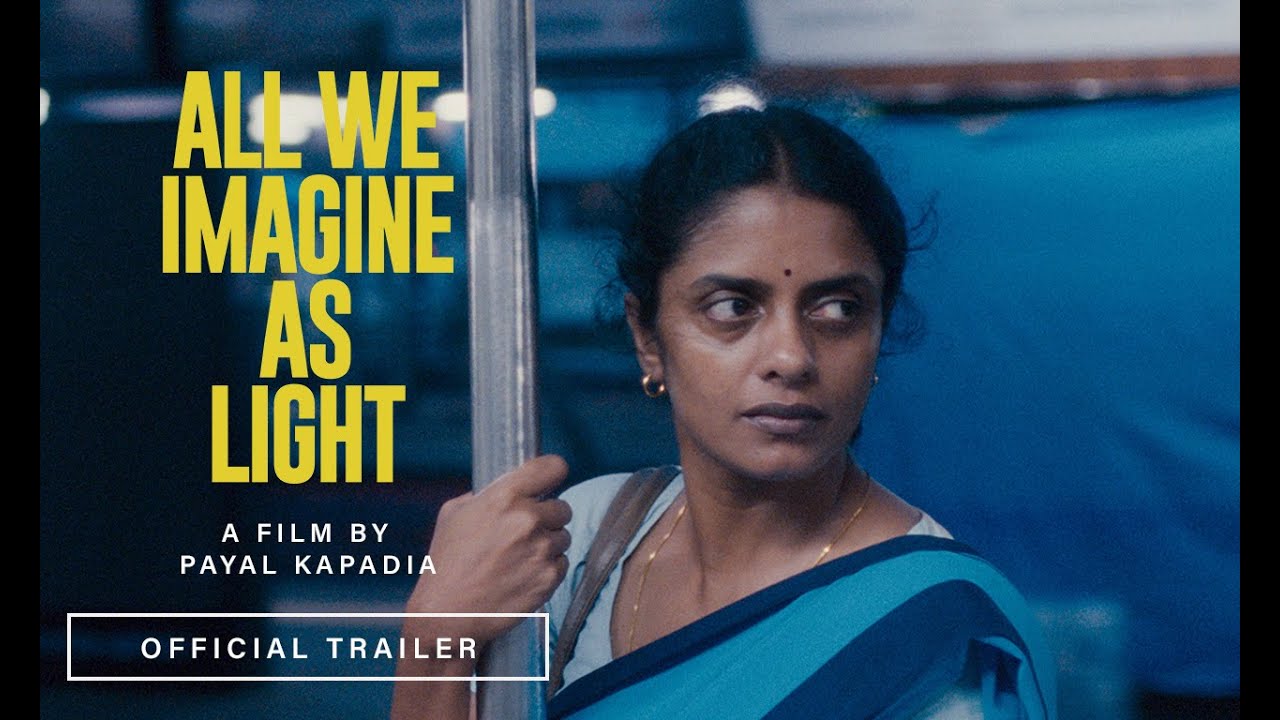 ALL WE
IMAGINE
AS
LIGHT
A FILM BY
PAYAL KAPADIA
OFFICIAL TRAILER